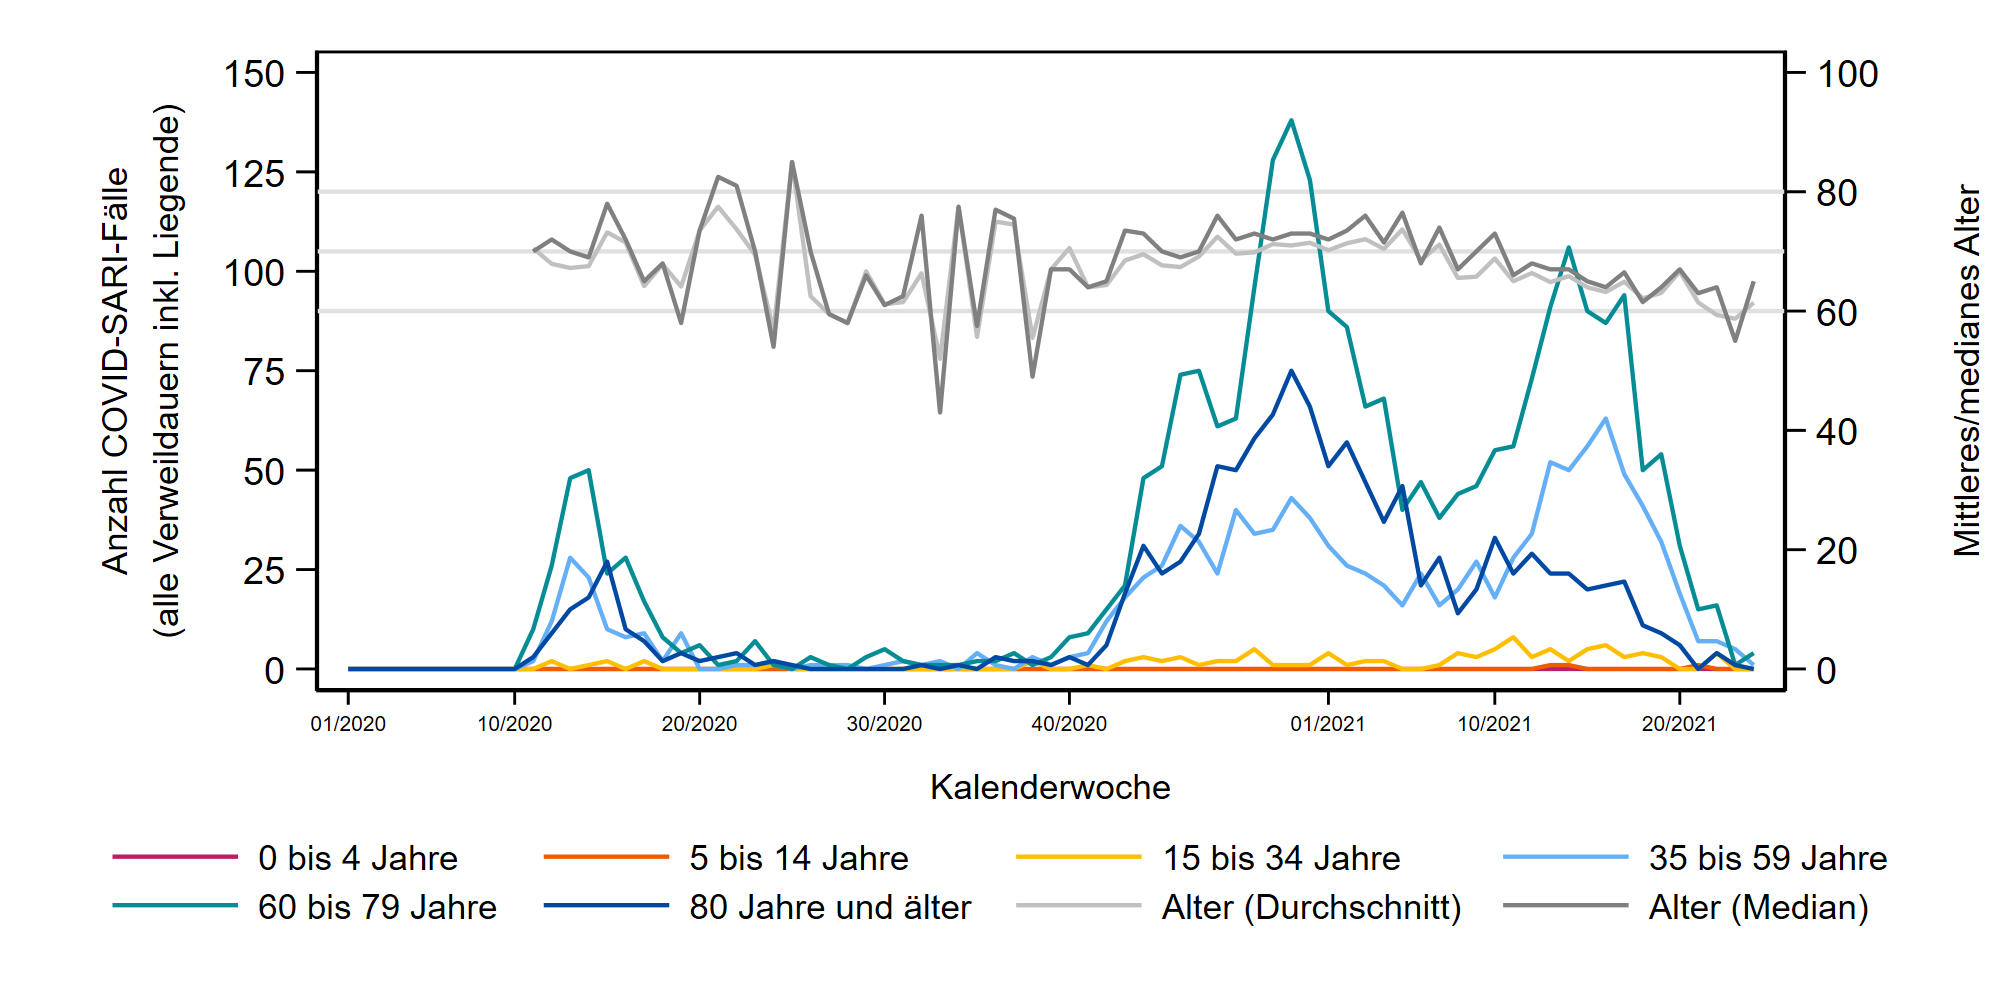 Anzahl COVID-SARI-Fälle
(alle Verweildauern inkl. Liegende)
150
125
100
75
50
25
0
100
80
60
40
20
0
Mittleres/medianes Alter
01/2020
10/2020
20/2020
30/2020
40/2020
01/2021
10/2021
20/2021
Kalenderwoche
0 bis 4 Jahre
5 bis 14 Jahre
15 bis 34 Jahre
35 bis 59 Jahre
60 bis 79 Jahre
80 Jahre und älter
Alter (Durchschnitt)
Alter (Median)